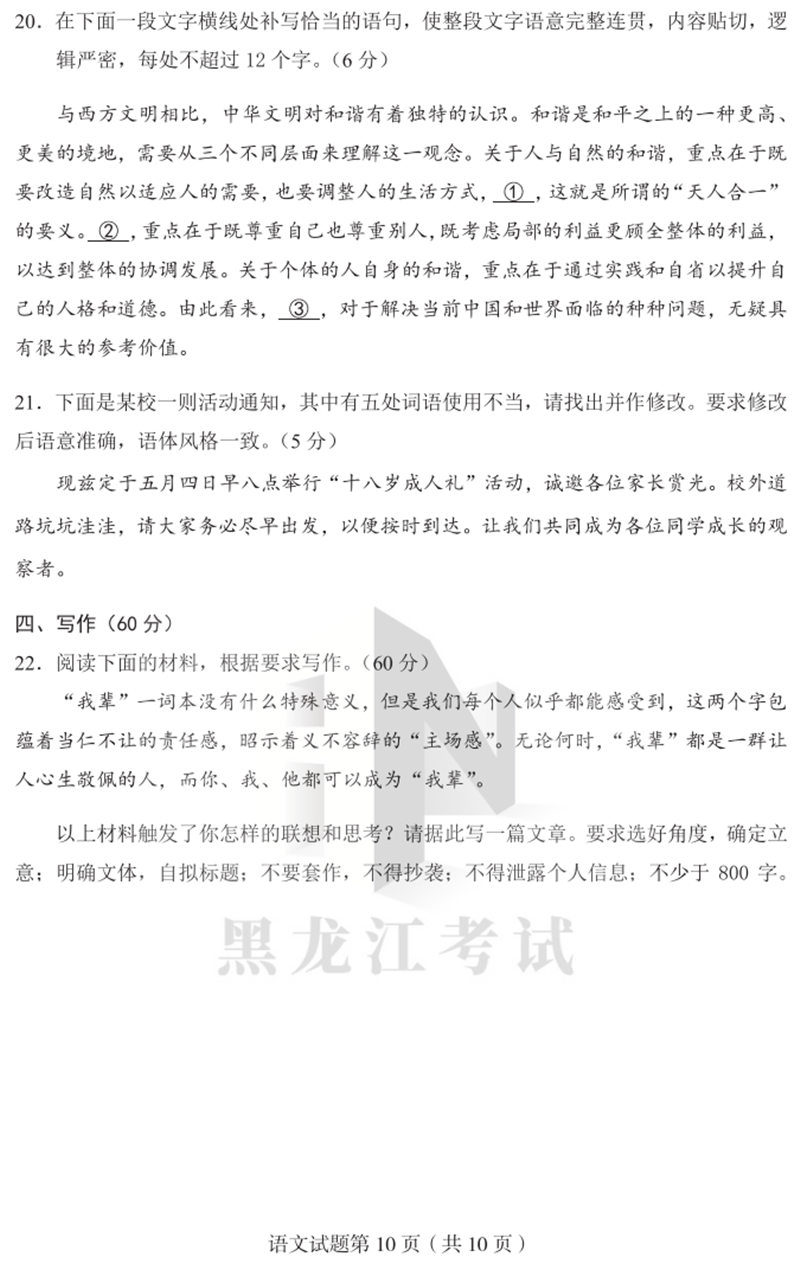 20．在下面一段文字横线处补写恰当的语句，使整段文字语意完整连贯，内容贴切，逻
辑严密，每处不超过 12 个字。（6 分）
与西方文明相比，中华文明对和谐有着独特的认识。和谐是和平之上的一种更高、
更美的境地，需要从三个不同层面来理解这一观念。关于人与自然的和谐，重点在于既
要改造自然以适应人的需要，也要调整人的生活方式，①，这就是所谓的“天人合一”
的要义。②，重点在于既尊重自己也尊重别人，既考虑局部的利益更顾全整体的利益，
以达到整体的协调发展。关于个体的人自身的和谐，重点在于通过实践和自省以提升自
己的人格和道德。由此看来，③，对于解决当前中国和世界面临的种种问题，无疑具
有很大的参考价值。
21．下面是某校一则活动通知，其中有五处词语使用不当，请找出并作修改。要求修改
后语意准确，语体风格一致。（5 分）
现兹定于五月四日早八点举行“十八岁成人礼”活动，诚邀各位家长赏光。校外道
路坑坑洼洼，请大家务必尽早出发，以便按时到达。让我们共同成为各位同学成长的观
察者。
四、写作（60 分）
22．阅读下面的材料，根据要求写作。（60 分）
“我辈”一词本没有什么特殊意义，但是我们每个人似乎都能感受到，这两个字包
蕴着当仁不让的责任感，昭示着义不容辞的“主场感”。无论何时，“我辈”都是一群让
人心生敬佩的人，而你、我、他都可以成为“我辈”。
以上材料触发了你怎样的联想和思考？请据此写一篇文章。要求选好角度，确定立
意；明确文体，自拟标题；不要套作，不得抄袭；不得泄露个人信息；不少于 800 字。
黑龙江考试
语文试题第 10 页（共 10 页）